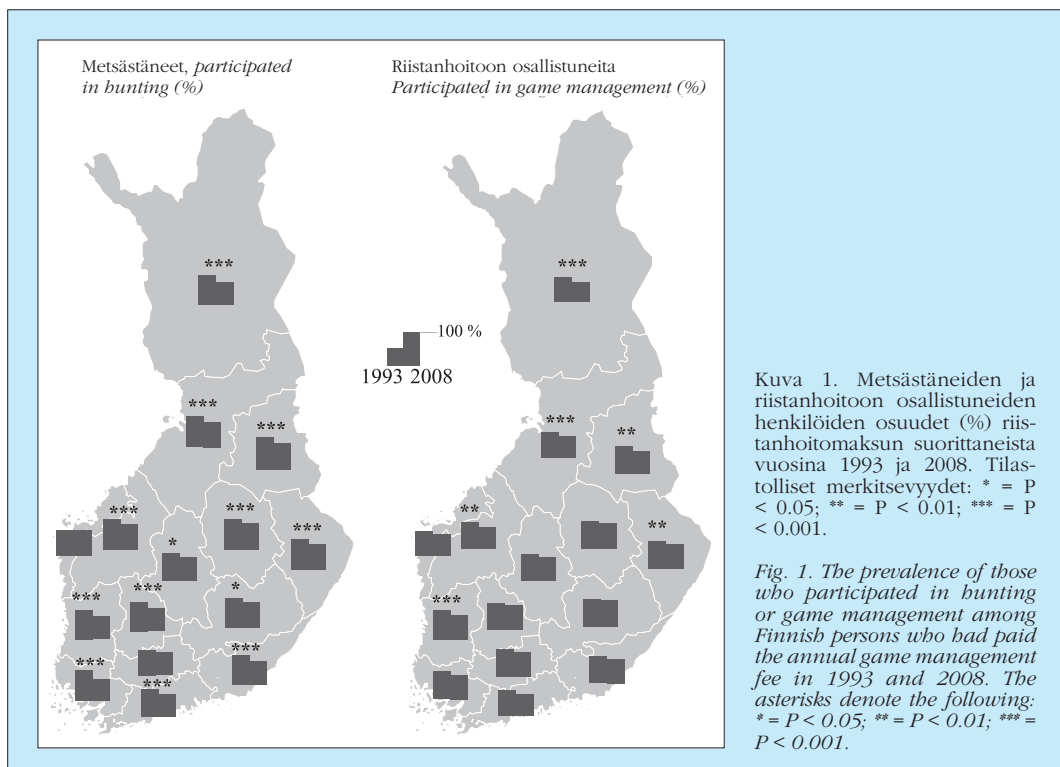 Metsästäneet, participated
in hunting (%)
Riistanhoitoon osallistuneita
Participated in game management (%)
***
***
***
***
***
***
*
***
*
***
***
***
***
100 %
1993 2008
***
***
**
**
**
***
Kuva 1. Metsästäneiden ja
riistanhoitoon osallistuneiden
henkilöiden osuudet (%) riis-
tanhoitomaksun suorittaneista
vuosina 1993 ja 2008. Tilas-
tolliset merkitsevyydet: * = P
< 0.05; ** = P < 0.01; *** = P
< 0.001.
Fig. 1. The prevalence of those
who participated in hunting
or game management among
Finnish persons who had paid
the annual game management
fee in 1993 and 2008. The
asterisks denote the following:
* = P < 0.05; ** = P < 0.01; *** =
P < 0.001.